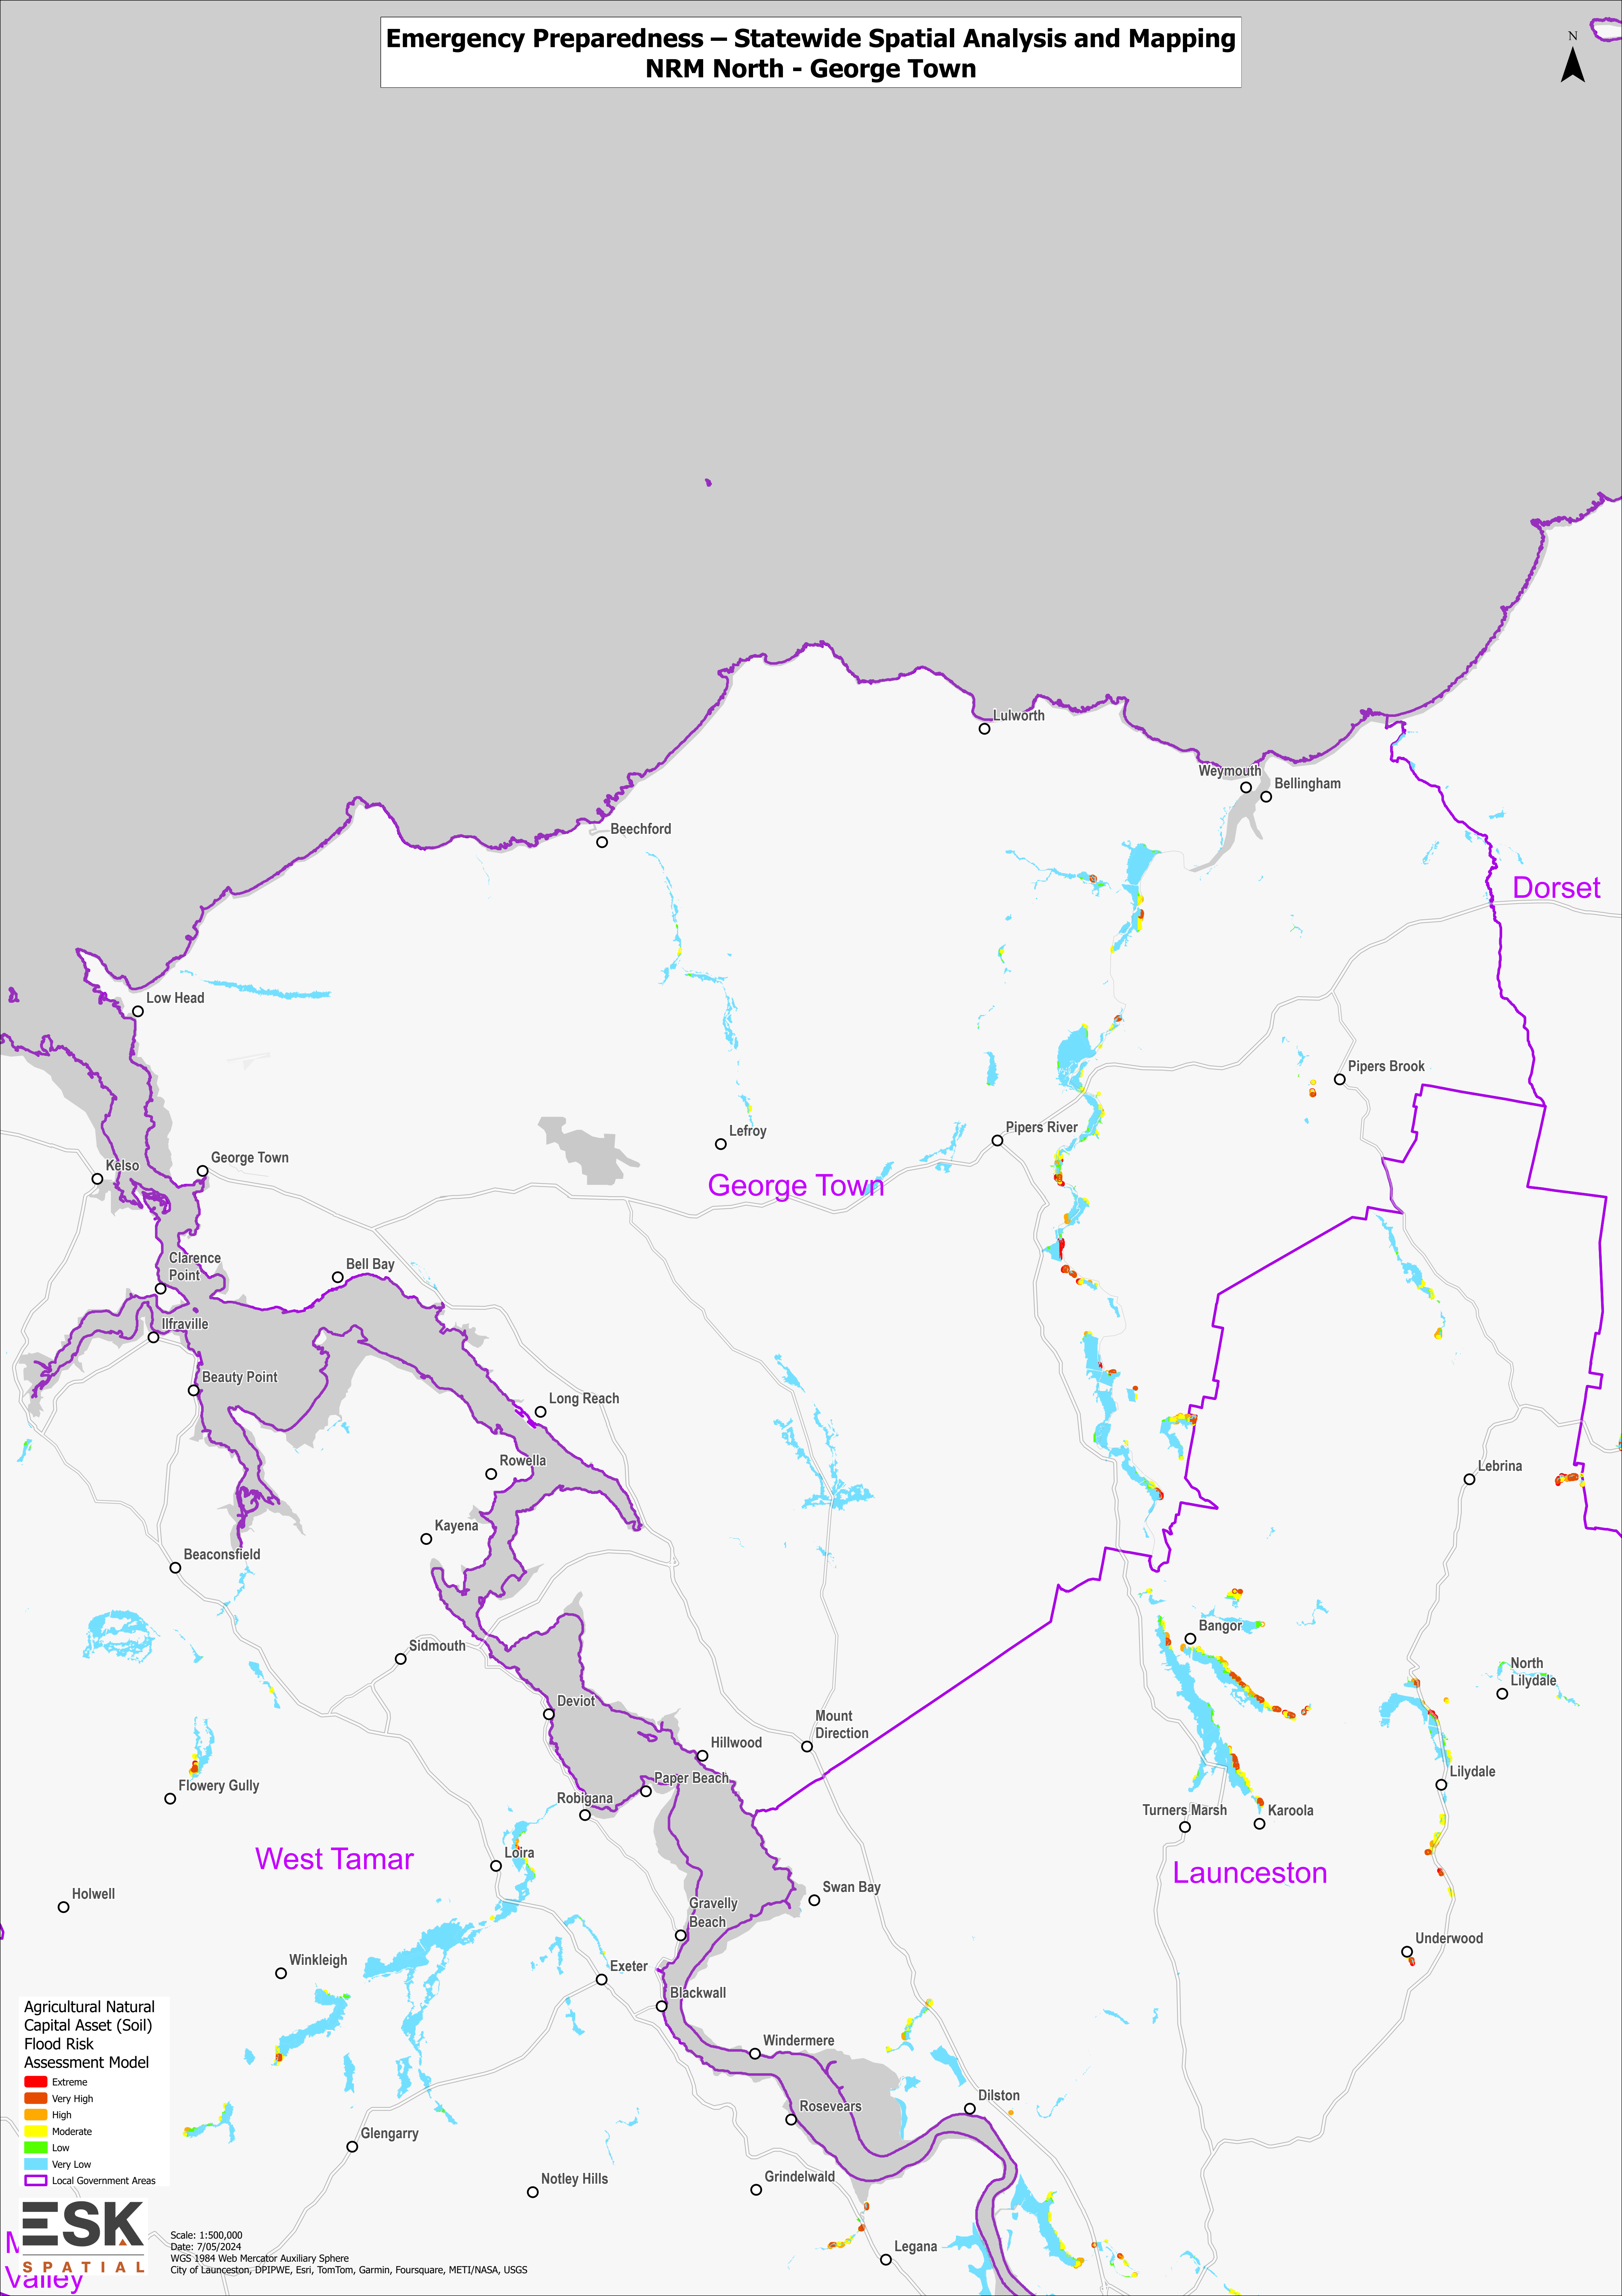 Emergency Preparedness – Statewide Spatial Analysis and Mapping
NRM North - George Town
N
Lulworth
Weymouth
Bellingham
Beechford
Dorset
Low Head
Pipers Brook
Lefroy
Pipers River
George Town
Kelso
George Town
Clarence
Point
Bell Bay
Ilfraville
Beauty Point
Long Reach
Rowella
Lebrina
Kayena
Beaconsfield
Bangor
Sidmouth
North
Lilydale
Deviot
Mount
Direction
Hillwood
Paper Beach
Flowery Gully
Lilydale
Robigana
Turners Marsh
Karoola
West Tamar
Loira
Launceston
Holwell
Swan Bay
Gravelly
Beach
Underwood
Winkleigh
Exeter
Blackwall
Windermere
Dilston
Rosevears
Glengarry
Notley Hills
Grindelwald
Legana
Agricultural Natural
Capital Asset (Soil)
Flood Risk
Assessment Model
Extreme
Very High
High
Moderate
Low
Very Low
Local Government Areas
ESK
SPATIAL
Valley
Scale: 1:500,000
Date: 7/05/2024
WGS 1984 Web Mercator Auxiliary Sphere
City of Launceston, DPIPWE, Esri, TomTom, Garmin, Foursquare, METI/NASA, USGS